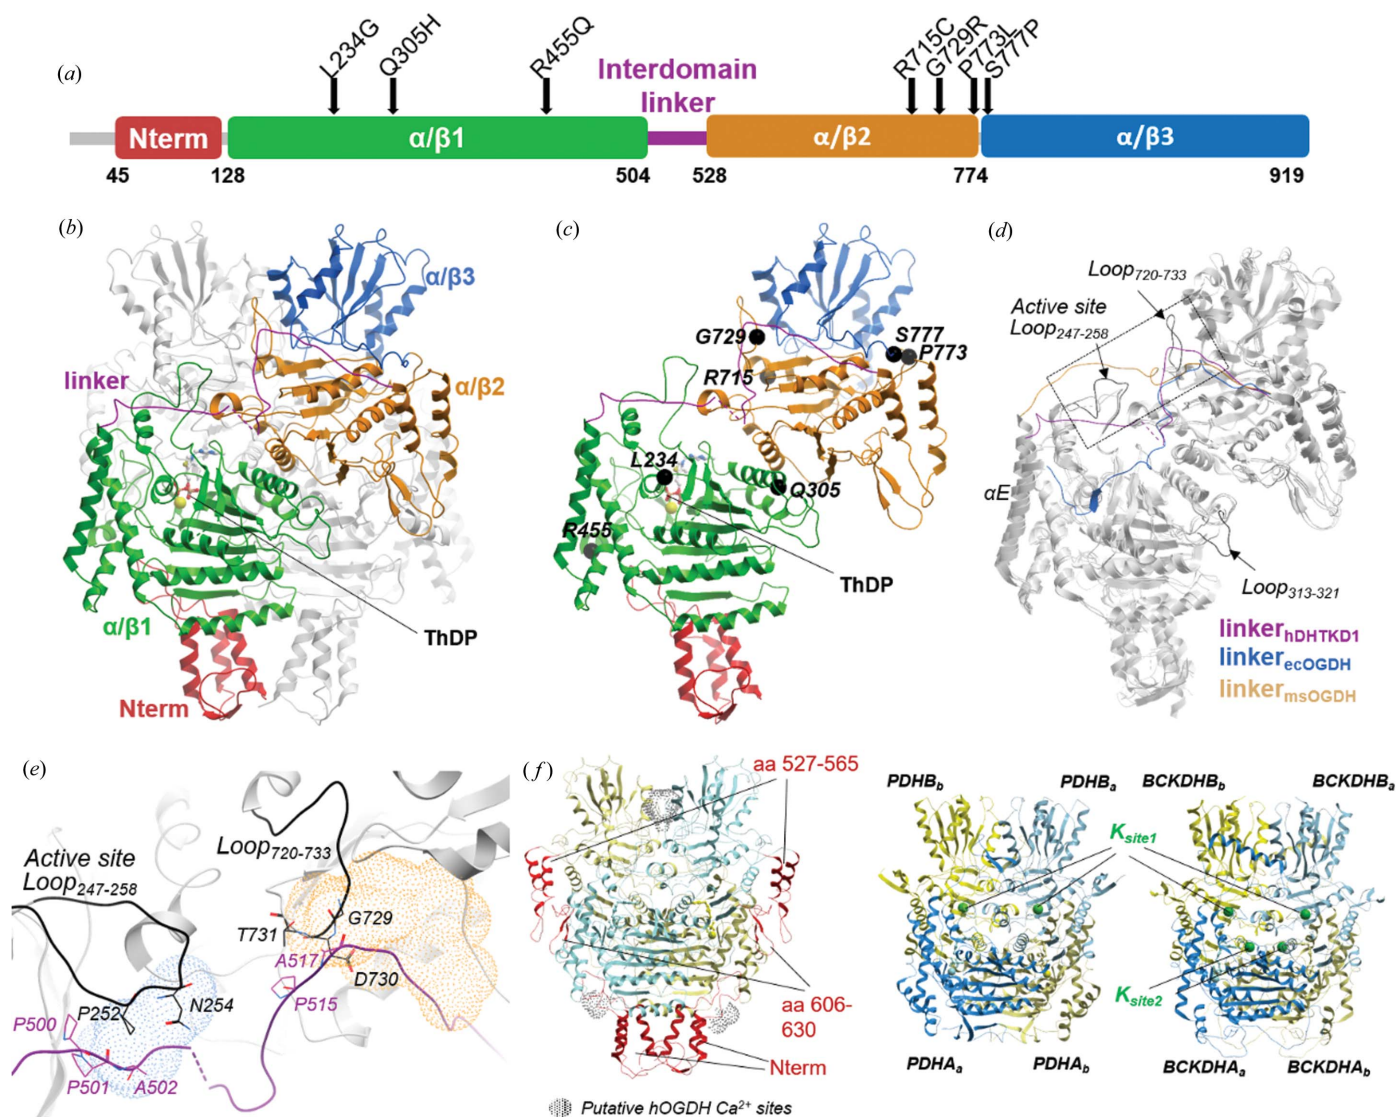 (a)
L234G
Q305H
R455Q
R715C
G729R
P773L
S777P
Interdomain
linker
Nterm
α/β1
α/β2
α/β3
45
128
504
528
774
919
(b)
α/β3
linker
α/β2
α/β1
ThDP
Nterm
(c)
G729
S777
P773
R715
L234
Q305
R455
ThDP
(d)
Loop720-733
Active site
Loop247-258
αE
Loop313-321
linkerhDHTKD1
linkerecOGDH
linkermsOGDH
(e)
Active site
Loop247-258
Loop720-733
G729
T731
A517
D730
P515
P252
N254
P500
P501
A502
(f)
aa 527-565
aa 606-
630
Nterm
Putative hOGDH Ca2+ sites
PDHBb
PDHBa
BCKDHBb
BCKDHBa
Ksite1
Ksite2
PDHAa
PDHAb
BCKDHAa
BCKDHAb